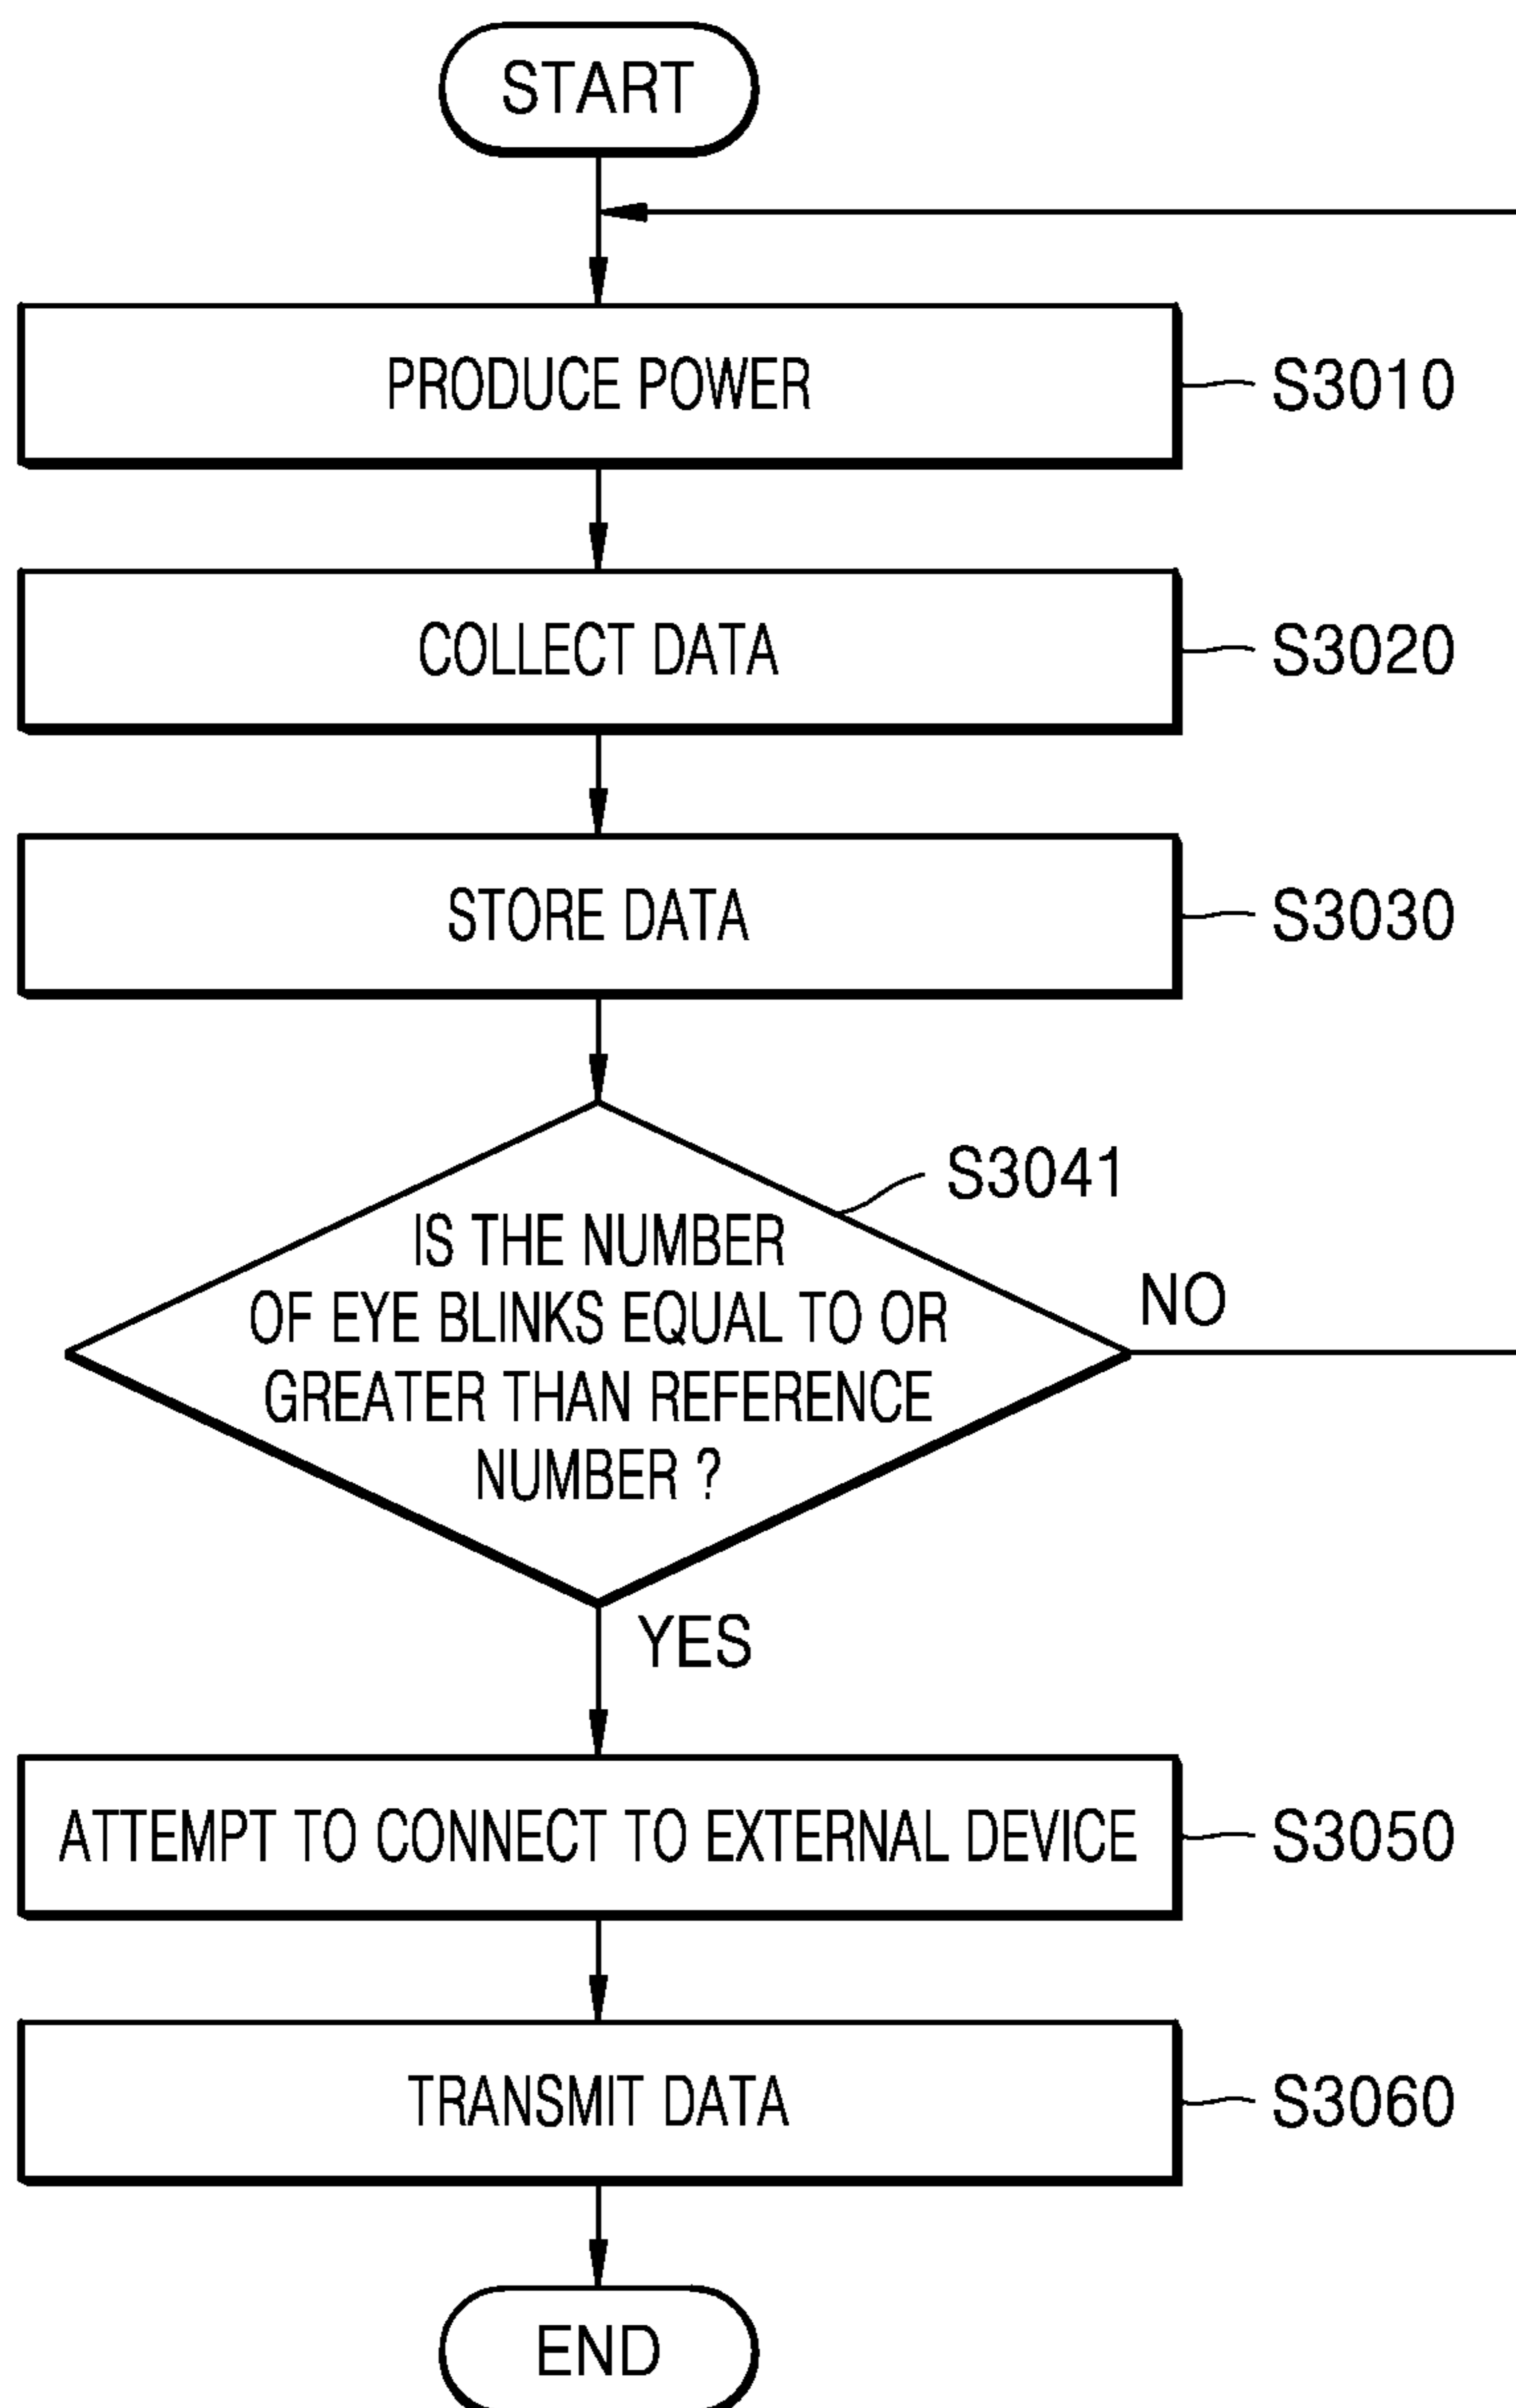 START
PRODUCE POWER
S3010
COLLECT DATA
S3020
STORE DATA
S3030
S3041
IS THE NUMBER
OF EYE BLINKS EQUAL TO OR
GREATER THAN REFERENCE
NUMBER ?
NO
YES
ATTEMPT TO CONNECT TO EXTERNAL DEVICE
S3050
TRANSMIT DATA
S3060
END